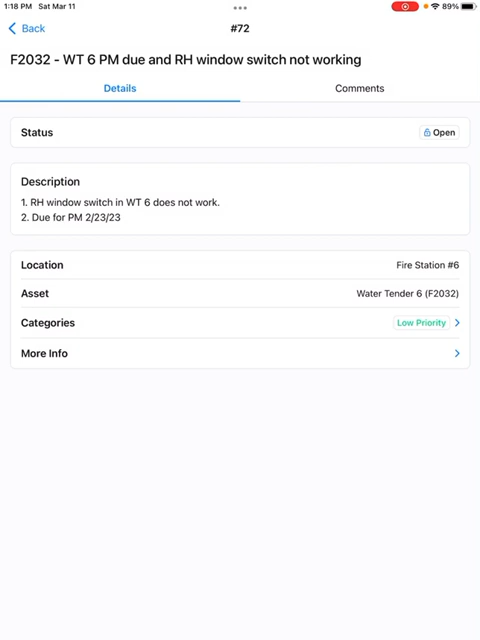 1:18 PM Sat Mar 11
89%
Back
#72
F2032 - WT 6 PM due and RH window switch not working
Details
Comments
Status
Open
Description
1. RH window switch in WT 6 does not work.
2. Due for PM 2/23/23
Location
Fire Station #6
Asset
Water Tender 6 (F2032)
Categories
Low Priority
More Info